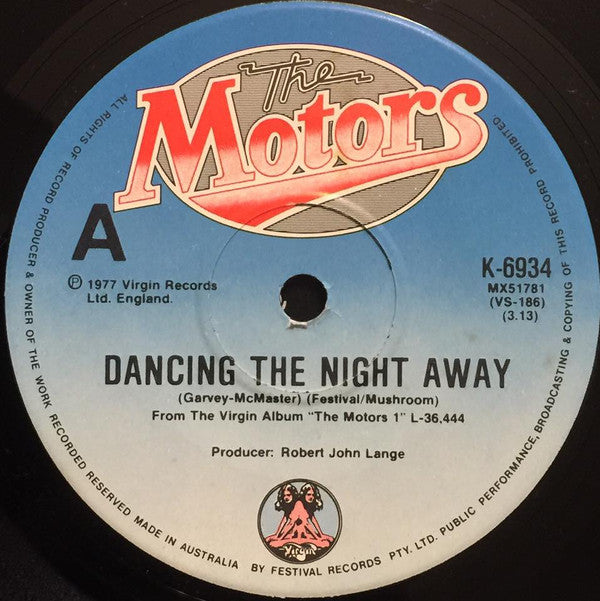 The
Motors
A
℗ 1977 Virgin Records
Ltd. England.
K-6934
MX51781
(VS-186)
(3.13)
DANCING THE NIGHT AWAY
(Garvey-McMaster) (Festival/Mushroom)
From The Virgin Album "The Motors 1" L-36,444
Producer: Robert John Lange
Virgin
ALL RIGHTS OF RECORD PRODUCER & OWNER OF THE WORK RECORDED RESERVED MADE IN AUSTRALIA BY FESTIVAL RECORDS PTY. LTD. PUBLIC PERFORMANCE, BROADCASTING & COPYING OF THIS RECORD PROHIBITED